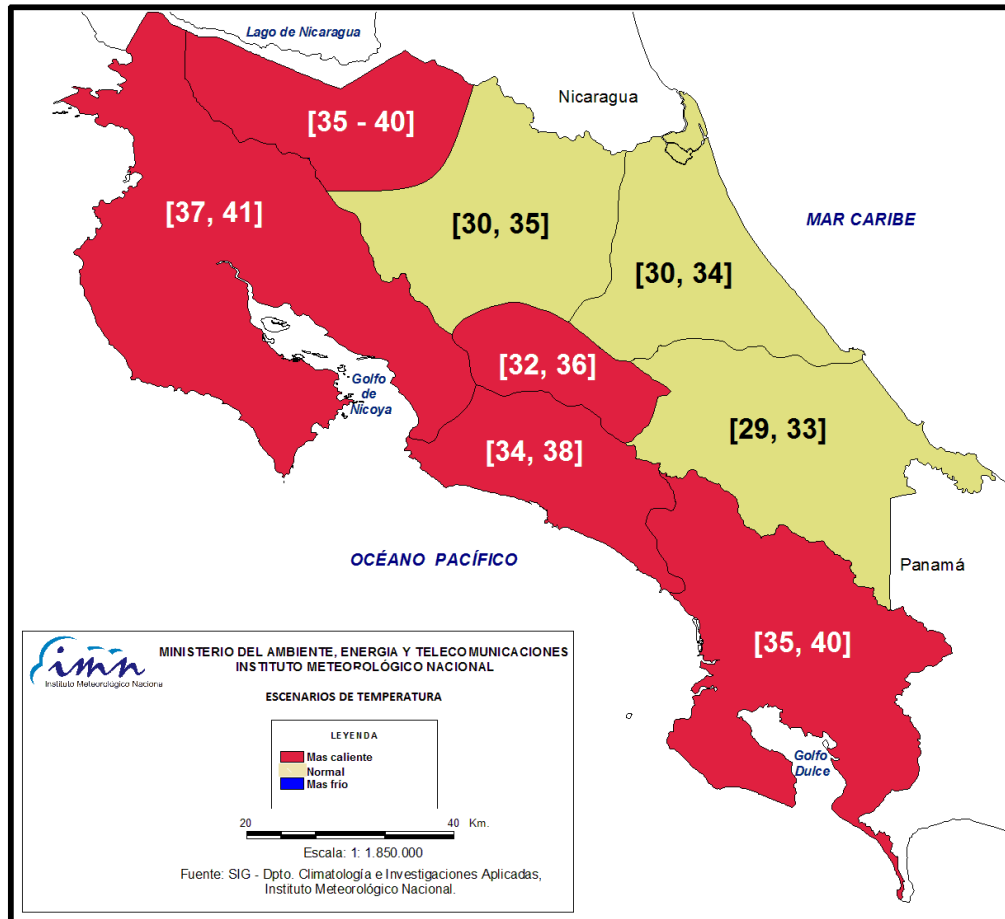 Lago de Nicaragua
Nicaragua
[35 - 40]
[37, 41]
[30, 35]
MAR CARIBE
[30, 34]
[32, 36]
Golfo
de
Nicoya
[29, 33]
[34, 38]
OCÉANO PACÍFICO
Panamá
[35, 40]
Golfo
Dulce
imn
Instituto Meteorológico Naciona
MINISTERIO DEL AMBIENTE, ENERGIA Y TELECOMUNICACIONES
INSTITUTO METEOROLÓGICO NACIONAL
ESCENARIOS DE TEMPERATURA
LEYENDA
Mas caliente
Normal
Mas frío
20 40 Km.
Escala: 1: 1.850.000
Fuente: SIG - Dpto. Climatología e Investigaciones Aplicadas,
Instituto Meteorológico Nacional.